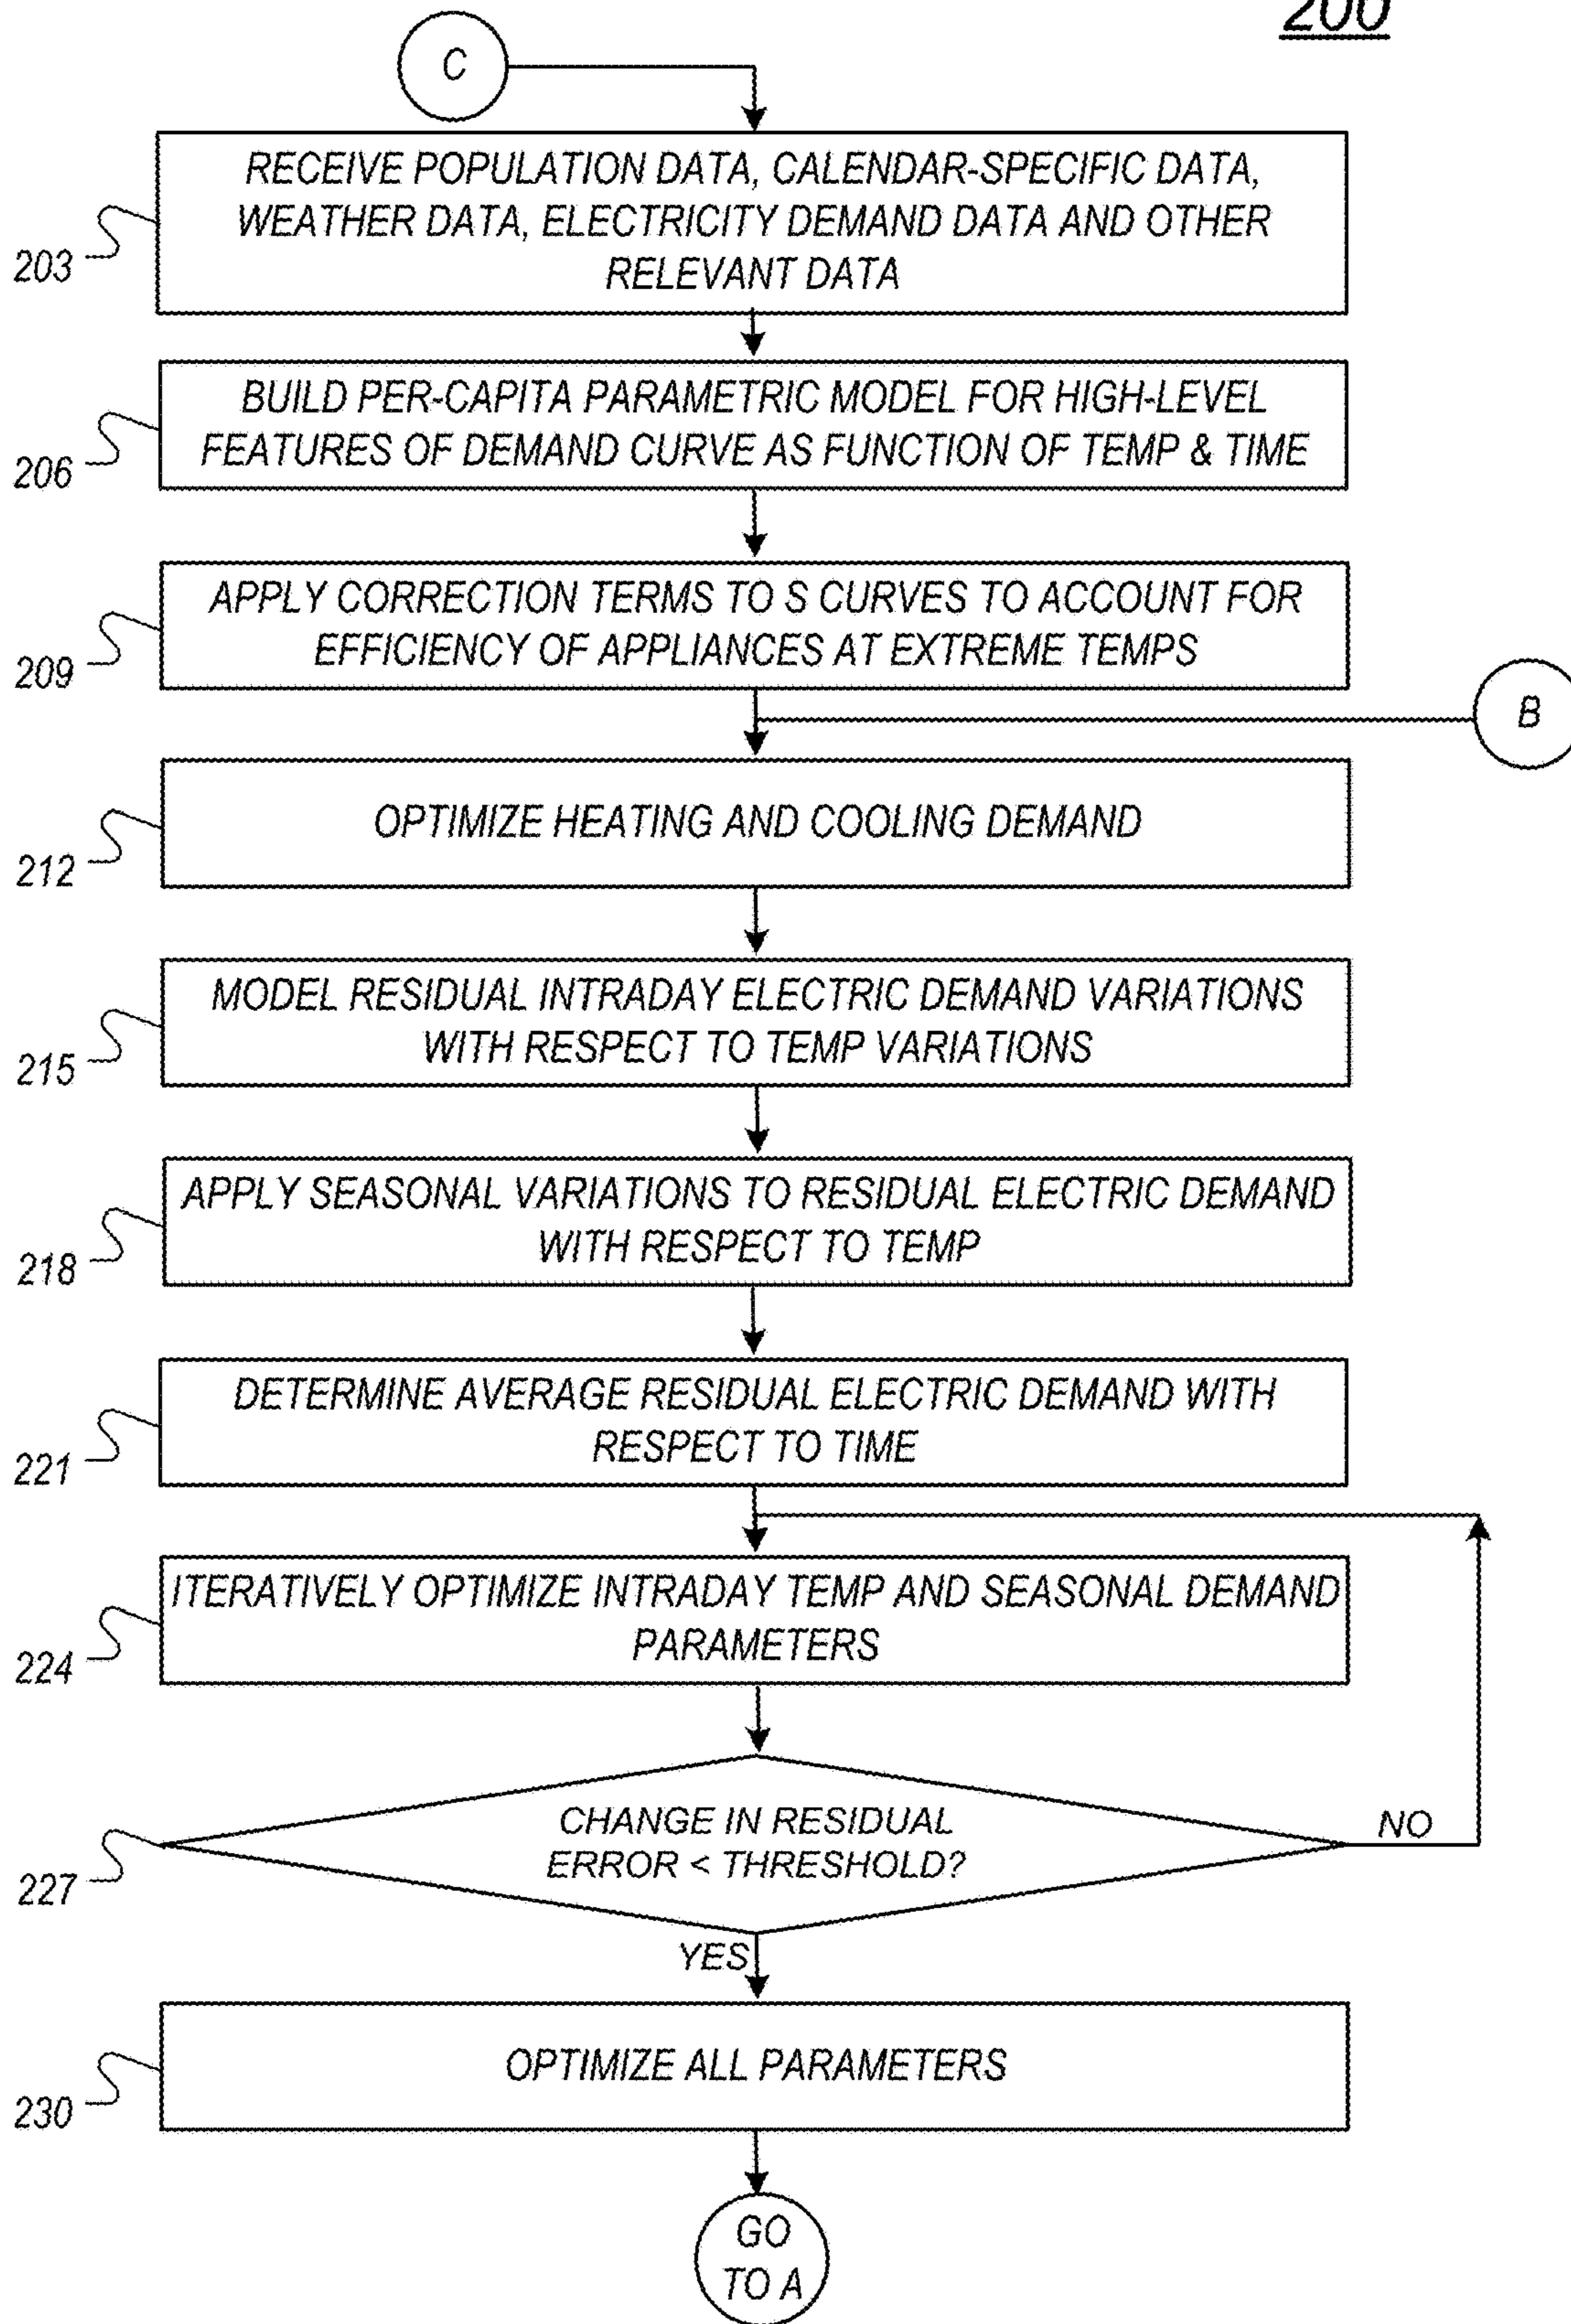 200
C
RECEIVE POPULATION DATA, CALENDAR-SPECIFIC DATA,
WEATHER DATA, ELECTRICITY DEMAND DATA AND OTHER
RELEVANT DATA
203
BUILD PER-CAPITA PARAMETRIC MODEL FOR HIGH-LEVEL
FEATURES OF DEMAND CURVE AS FUNCTION OF TEMP & TIME
206
APPLY CORRECTION TERMS TO S CURVES TO ACCOUNT FOR
EFFICIENCY OF APPLIANCES AT EXTREME TEMPS
209
B
OPTIMIZE HEATING AND COOLING DEMAND
212
MODEL RESIDUAL INTRADAY ELECTRIC DEMAND VARIATIONS
WITH RESPECT TO TEMP VARIATIONS
215
APPLY SEASONAL VARIATIONS TO RESIDUAL ELECTRIC DEMAND
WITH RESPECT TO TEMP
218
DETERMINE AVERAGE RESIDUAL ELECTRIC DEMAND WITH
RESPECT TO TIME
221
ITERATIVELY OPTIMIZE INTRADAY TEMP AND SEASONAL DEMAND
PARAMETERS
224
CHANGE IN RESIDUAL
ERROR < THRESHOLD?
NO
227
YES
OPTIMIZE ALL PARAMETERS
230
GO
TO A